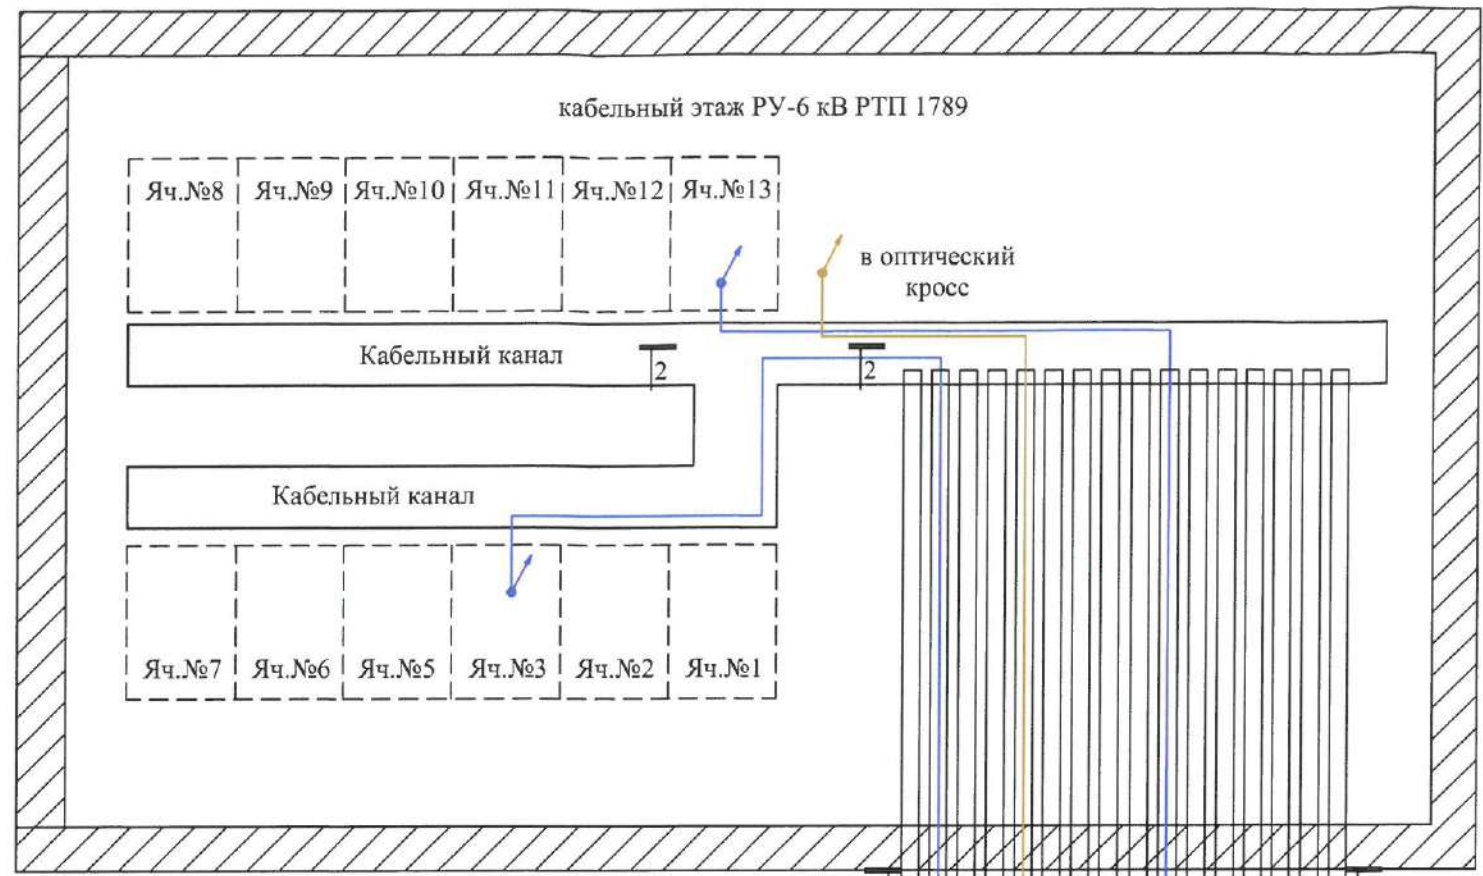 кабельный этаж РУ-6 кВ РТП 1789
Яч.№8 Яч.№9 Яч.№10 Яч.№11 Яч.№12 Яч.№13
в оптический
кросс
Кабельный канал
2 2
Кабельный канал
Яч.№7 Яч.№6 Яч.№5 Яч.№3 Яч.№2 Яч.№1